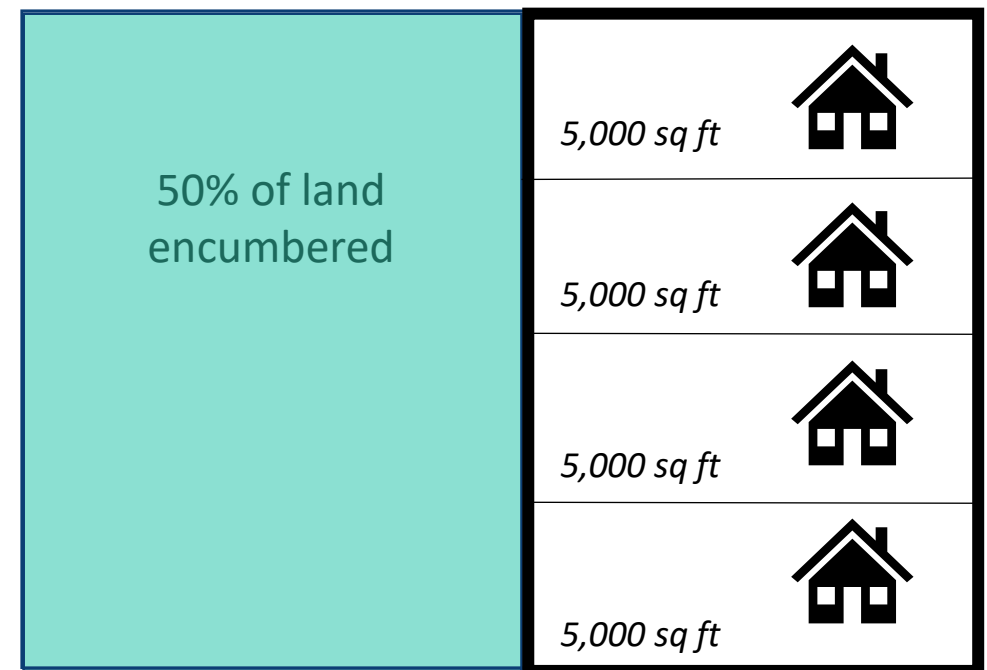 50% of land
encumbered
5,000 sq ft
5,000 sq ft
5,000 sq ft
5,000 sq ft